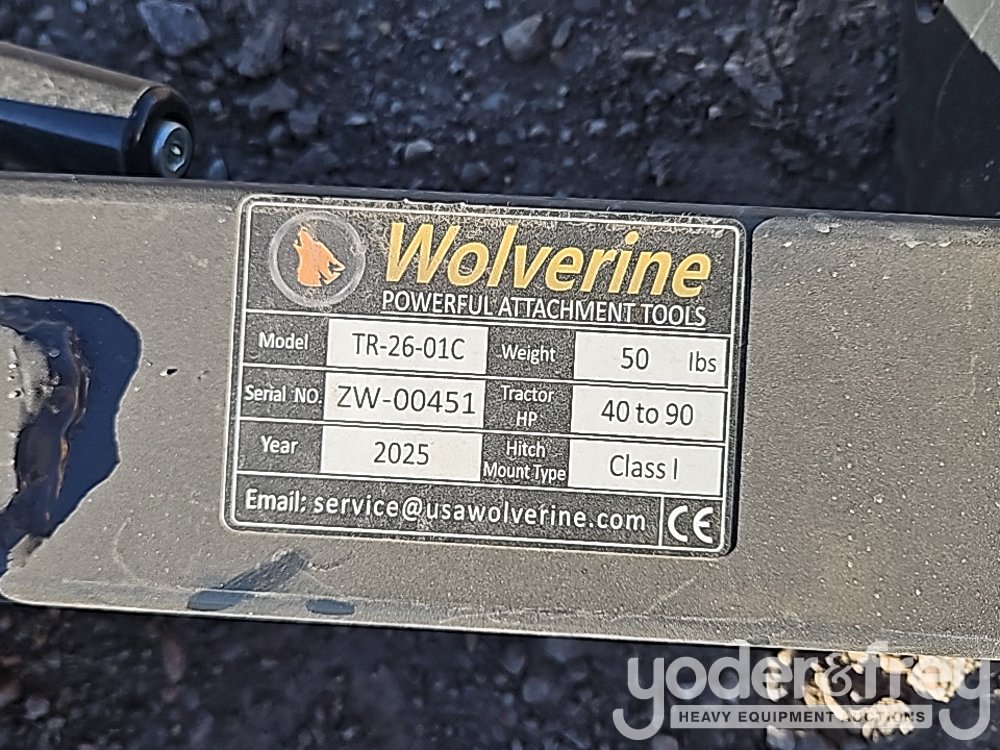 Wolverine
POWERFUL ATTACHMENT TOOLS
Model TR-26-01C Weight 50 lbs
Serial NO. ZW-00451 Tractor HP 40 to 90
Year 2025 Hitch Mount Type Class I
Email: service@usawolverine.com CE
yoder&frey
HEAVY EQUIPMENT AUCTIONS